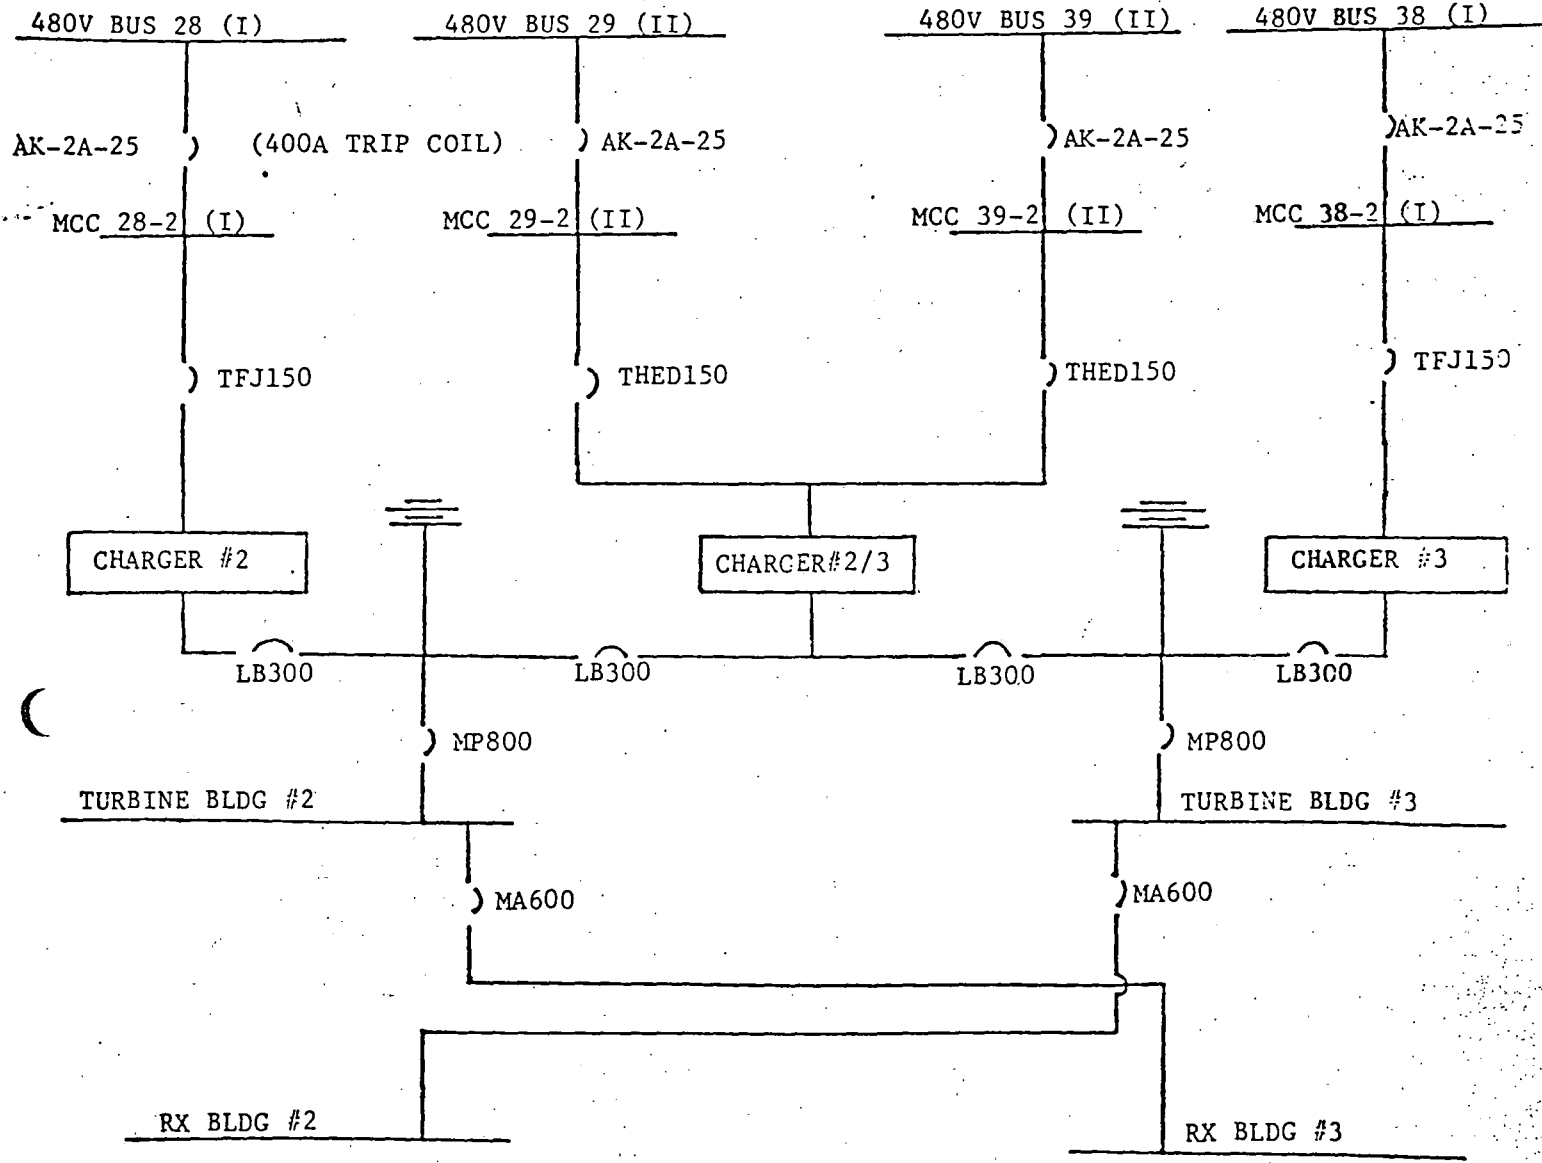 480V BUS 28 (I)
480V BUS 29 (II)
480V BUS 39 (II)
480V BUS 38 (I)
AK-2A-25
(400A TRIP COIL)
AK-2A-25
AK-2A-25
AK-2A-25
MCC 28-2 (I)
MCC 29-2 (II)
MCC 39-2 (II)
MCC 38-2 (I)
TFJ150
THED150
THED150
TFJ150
CHARGER #2
CHARGER#2/3
CHARGER #3
LB300
LB300
LB300
LB300
MP800
MP800
TURBINE BLDG #2
TURBINE BLDG #3
MA600
MA600
RX BLDG #2
RX BLDG #3